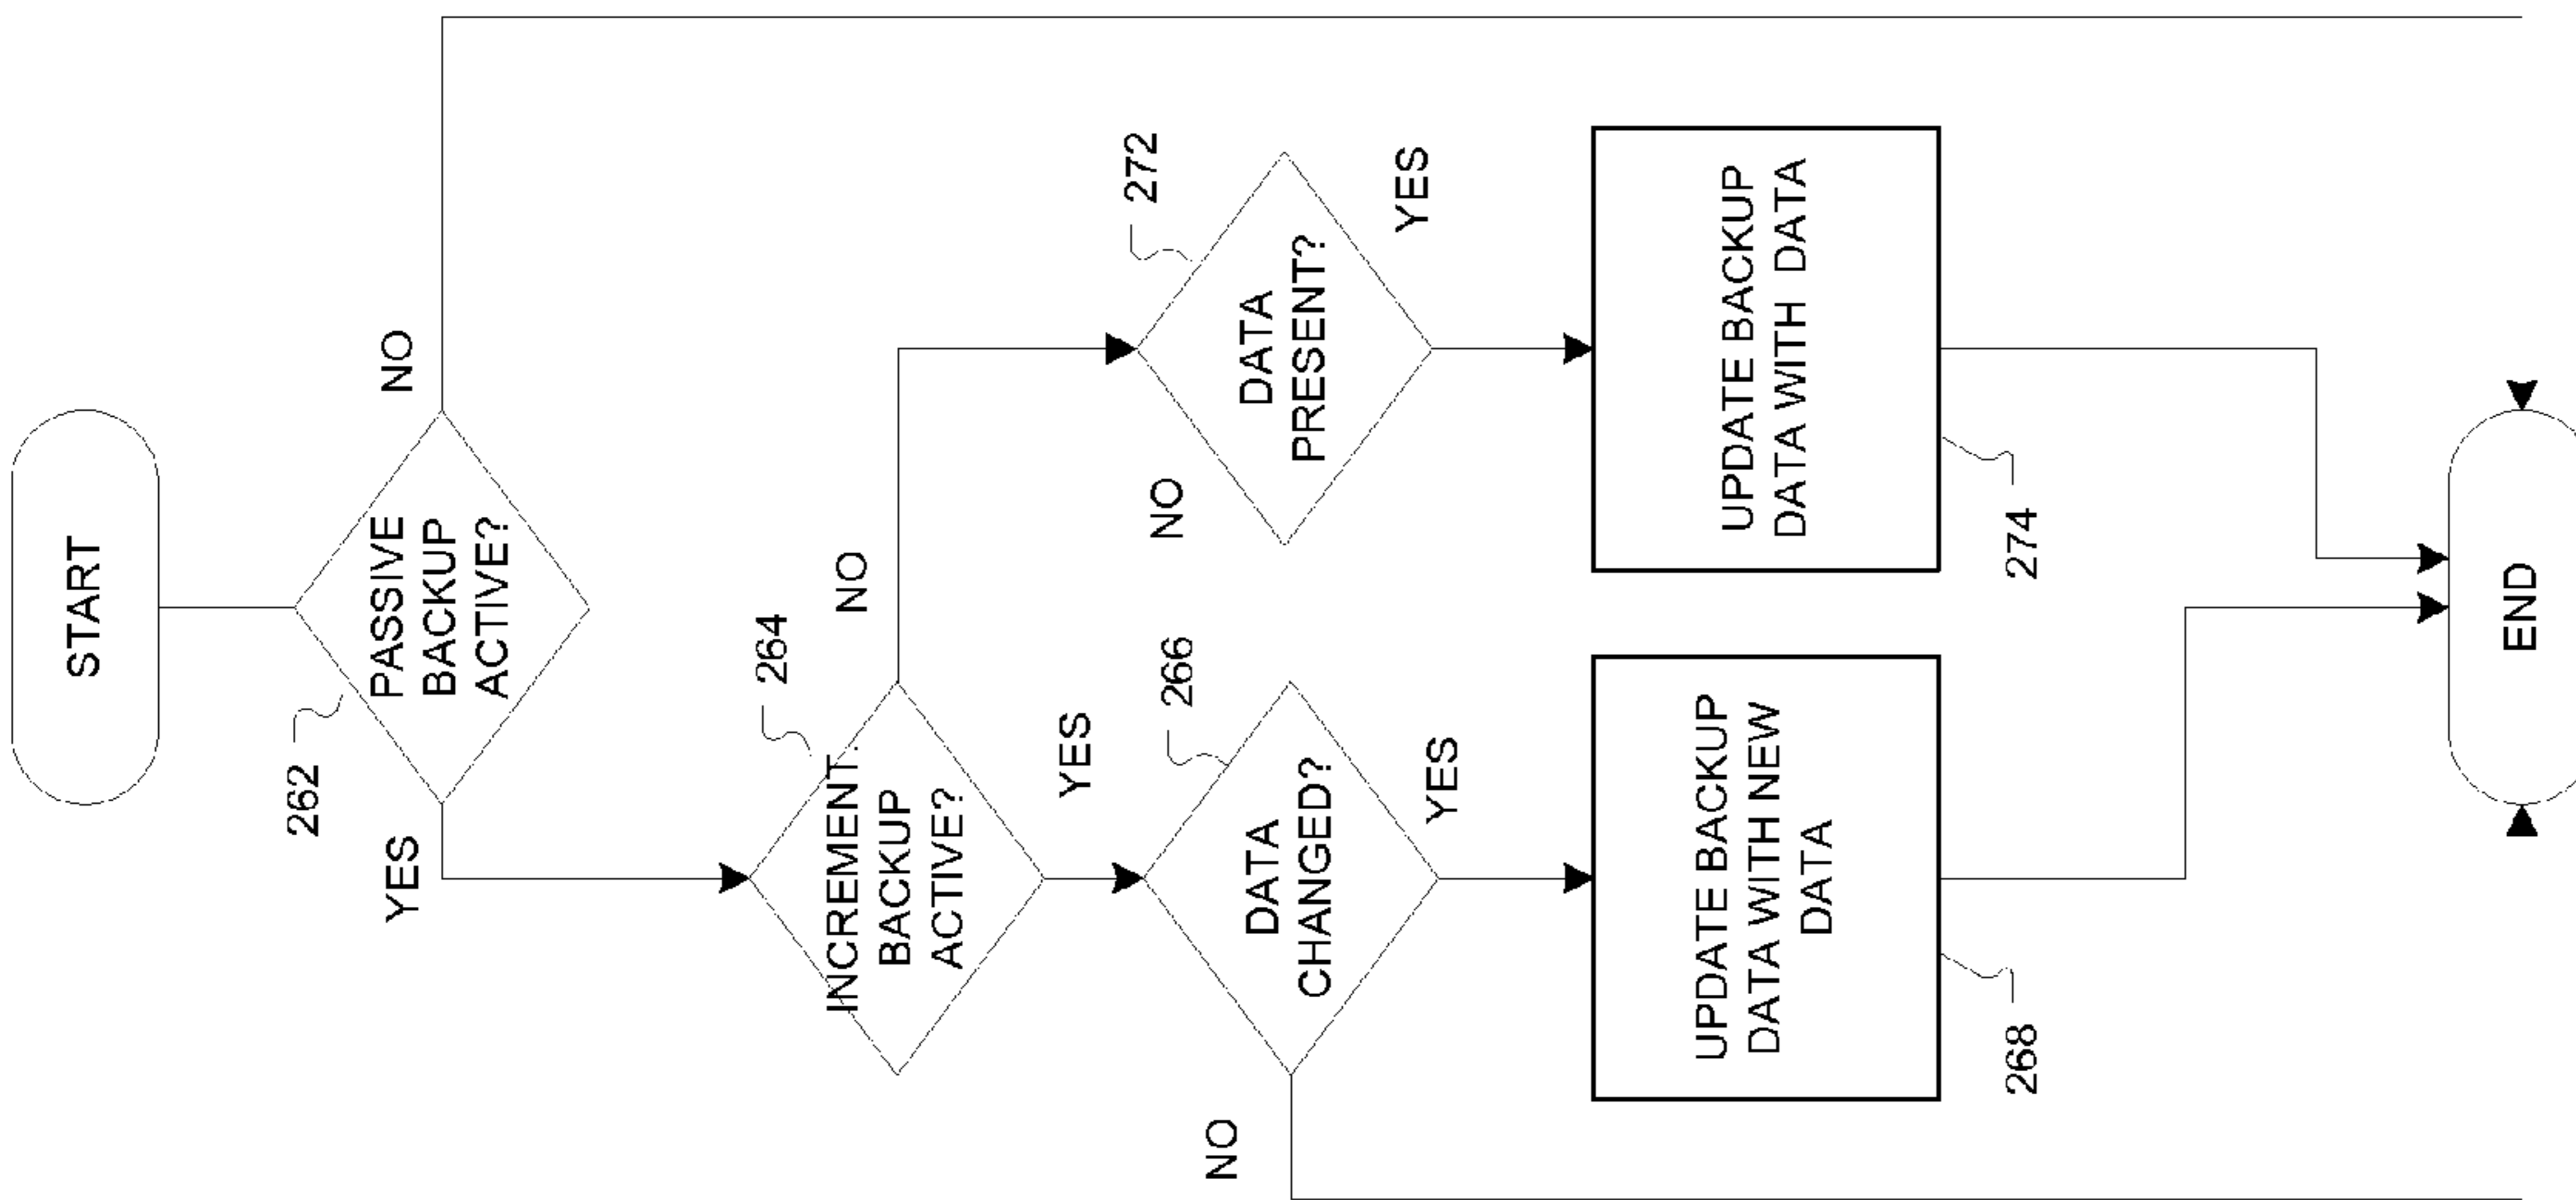 START
262
PASSIVE
BACKUP
ACTIVE?
NO
YES
264
INCREMENT.
BACKUP
ACTIVE?
NO
YES
266
DATA
CHANGED?
NO
YES
272
DATA
PRESENT?
NO
YES
UPDATE BACKUP
DATA WITH NEW
DATA
268
UPDATE BACKUP
DATA WITH DATA
274
END